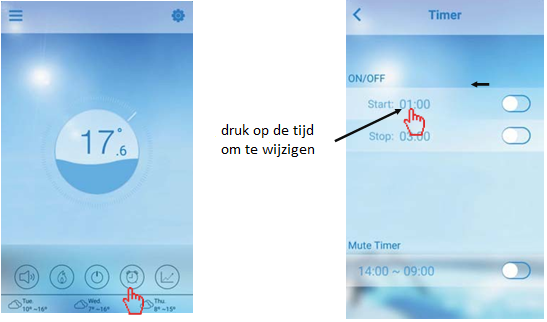 17°.6
Tue. Wed. Thu.
10°~16° 7°~16° 8°~15°
druk op de tijd
om te wijzigen
Timer
ON/OFF
Start: 01:00
Stop: 03:00
Mute Timer
14:00 ~ 09:00